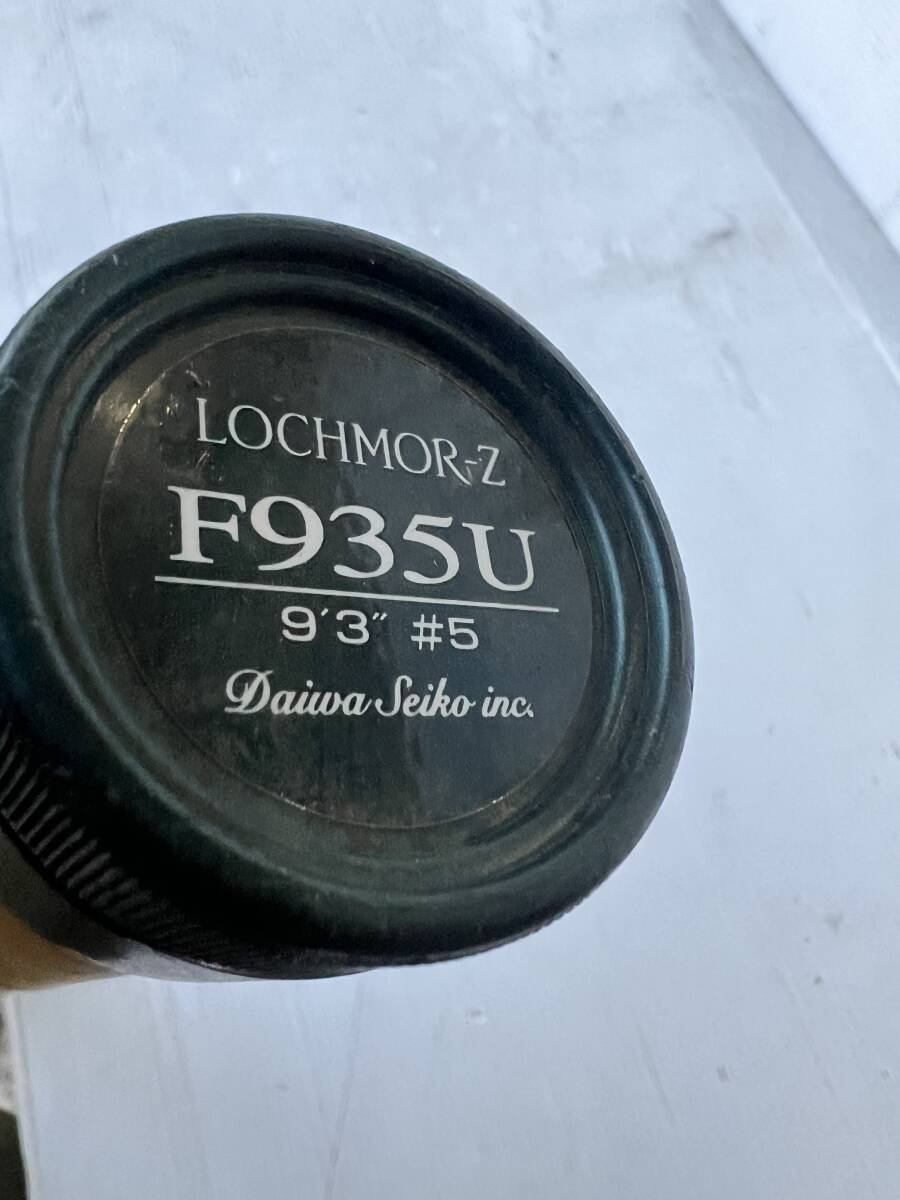 LOCHMOR-Z
F935U
9'3" #5
Daiwa Seiko inc.